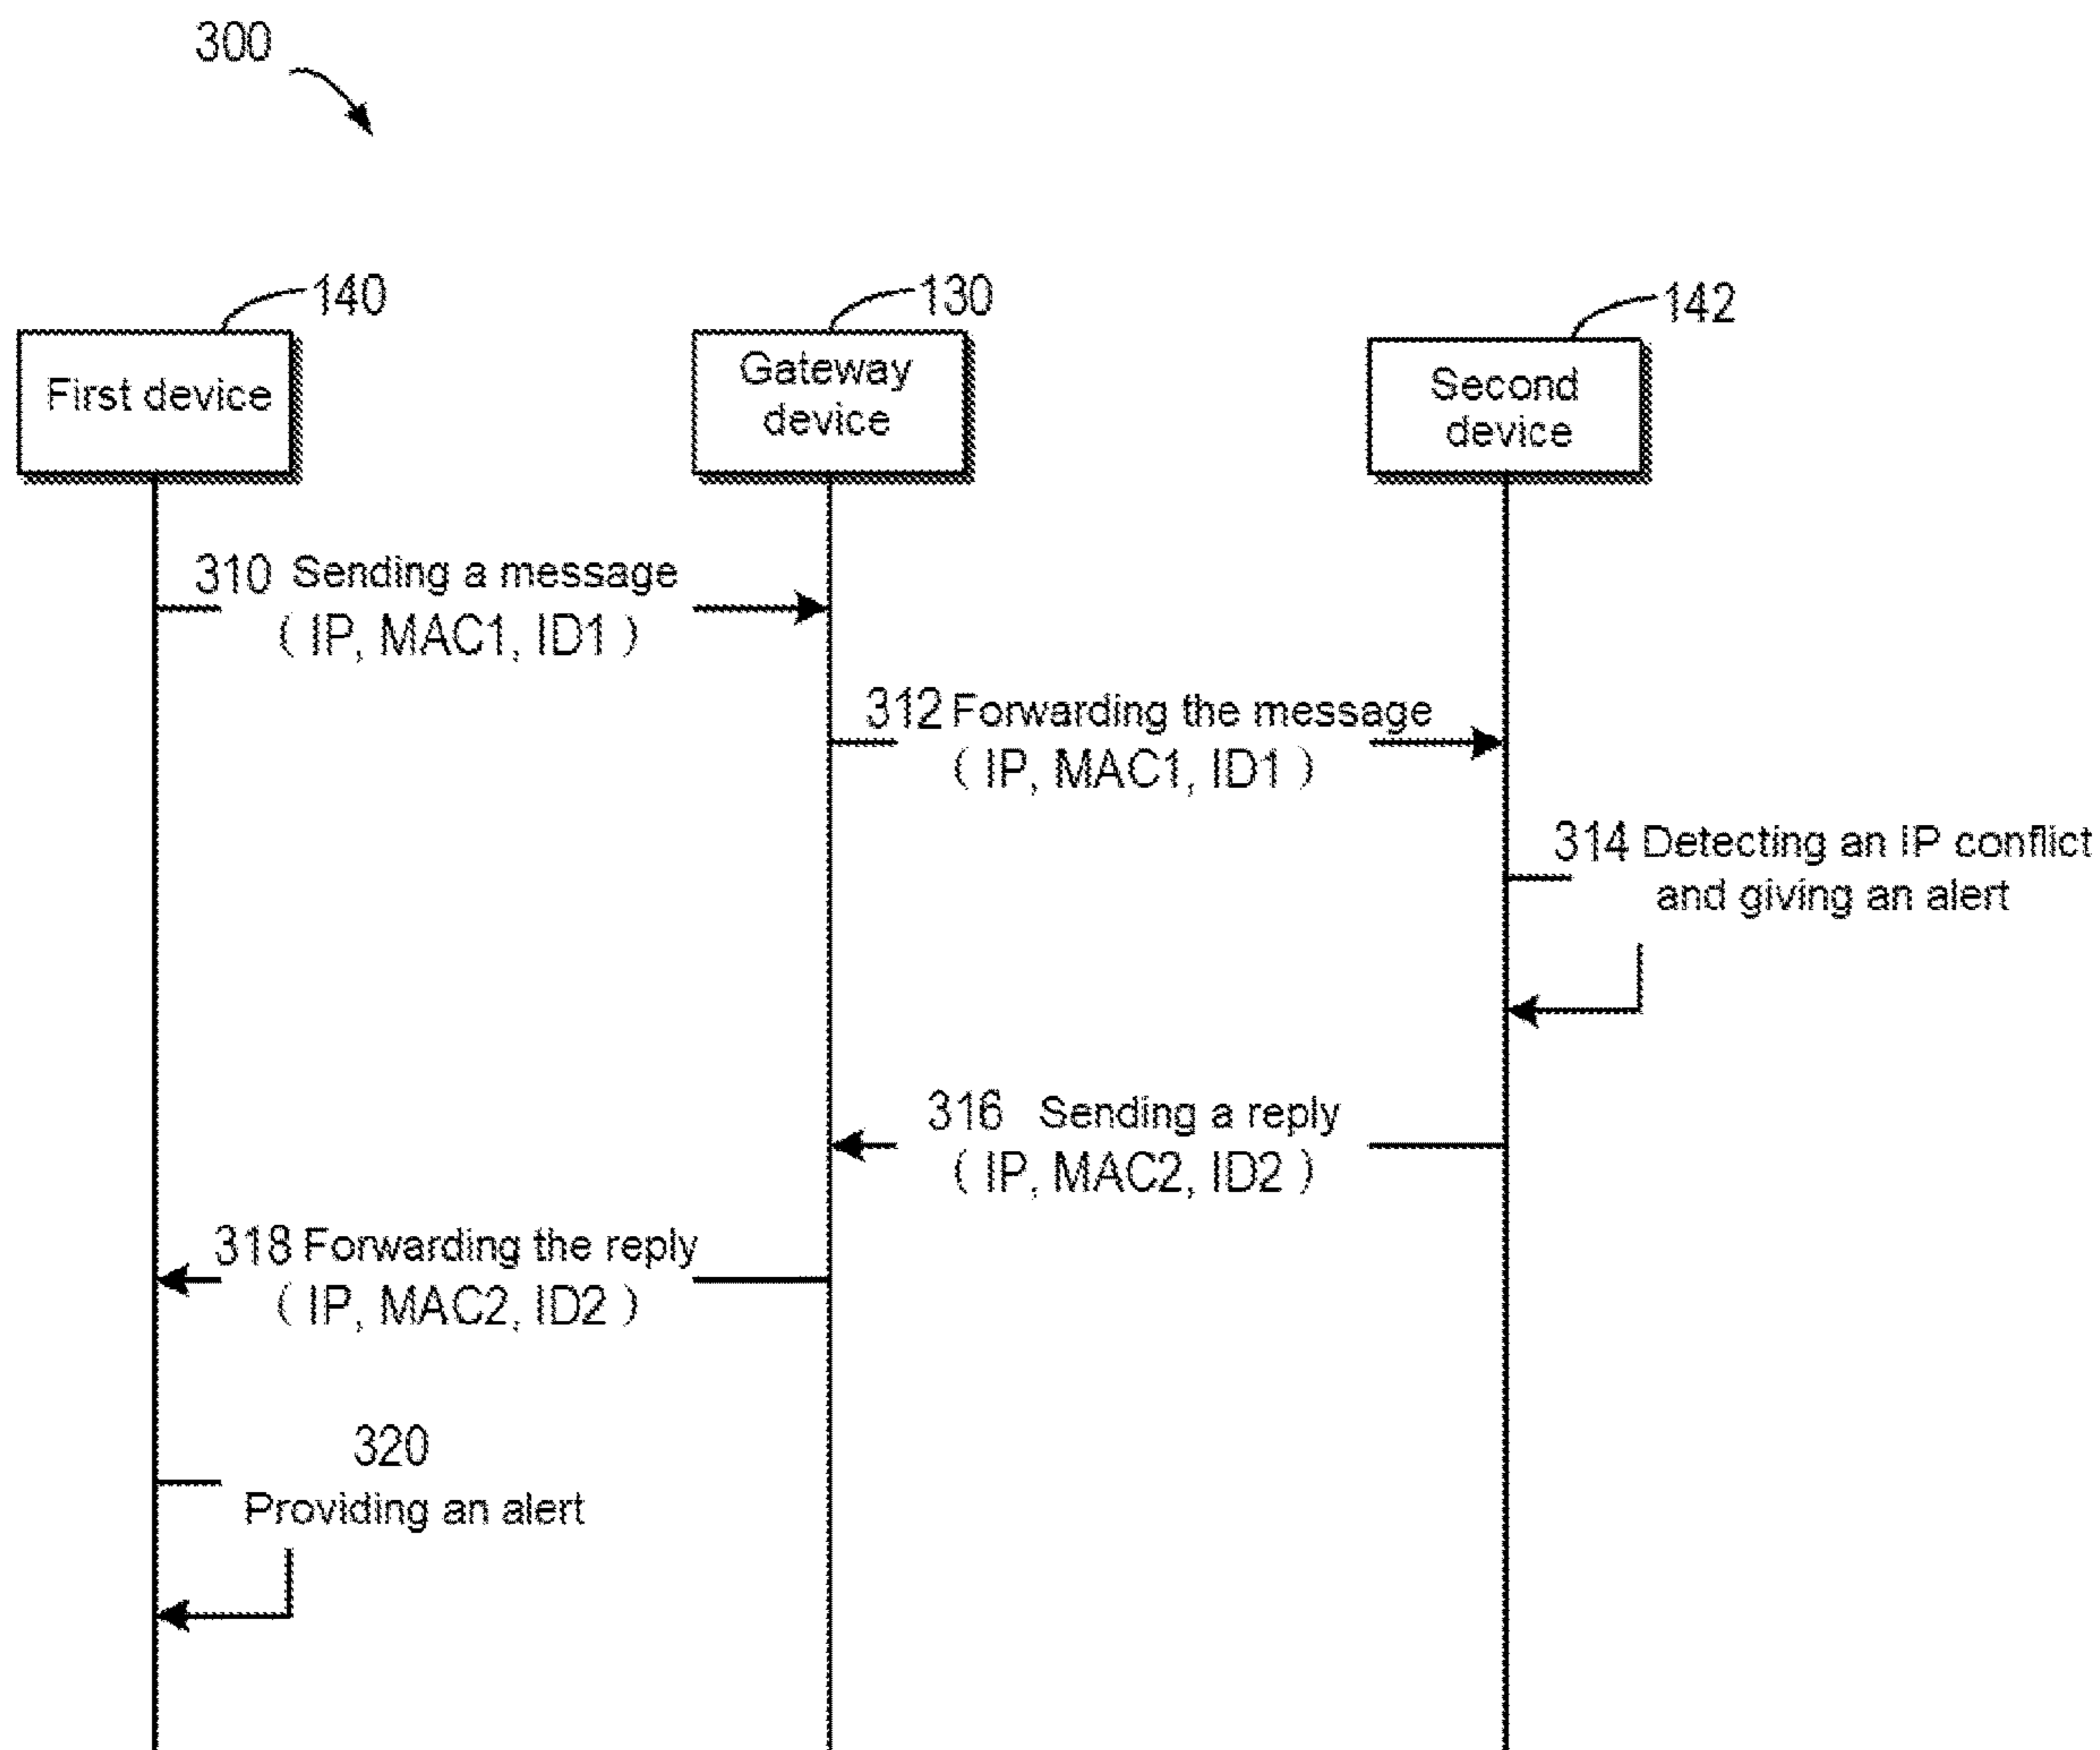 300
140
130
142
First device
Gateway
device
Second
device
310 Sending a message
( IP, MAC1, ID1 )
312 Forwarding the message
( IP, MAC1, ID1 )
314 Detecting an IP conflict
and giving an alert
316 Sending a reply
( IP, MAC2, ID2 )
318 Forwarding the reply
( IP, MAC2, ID2 )
320
Providing an alert